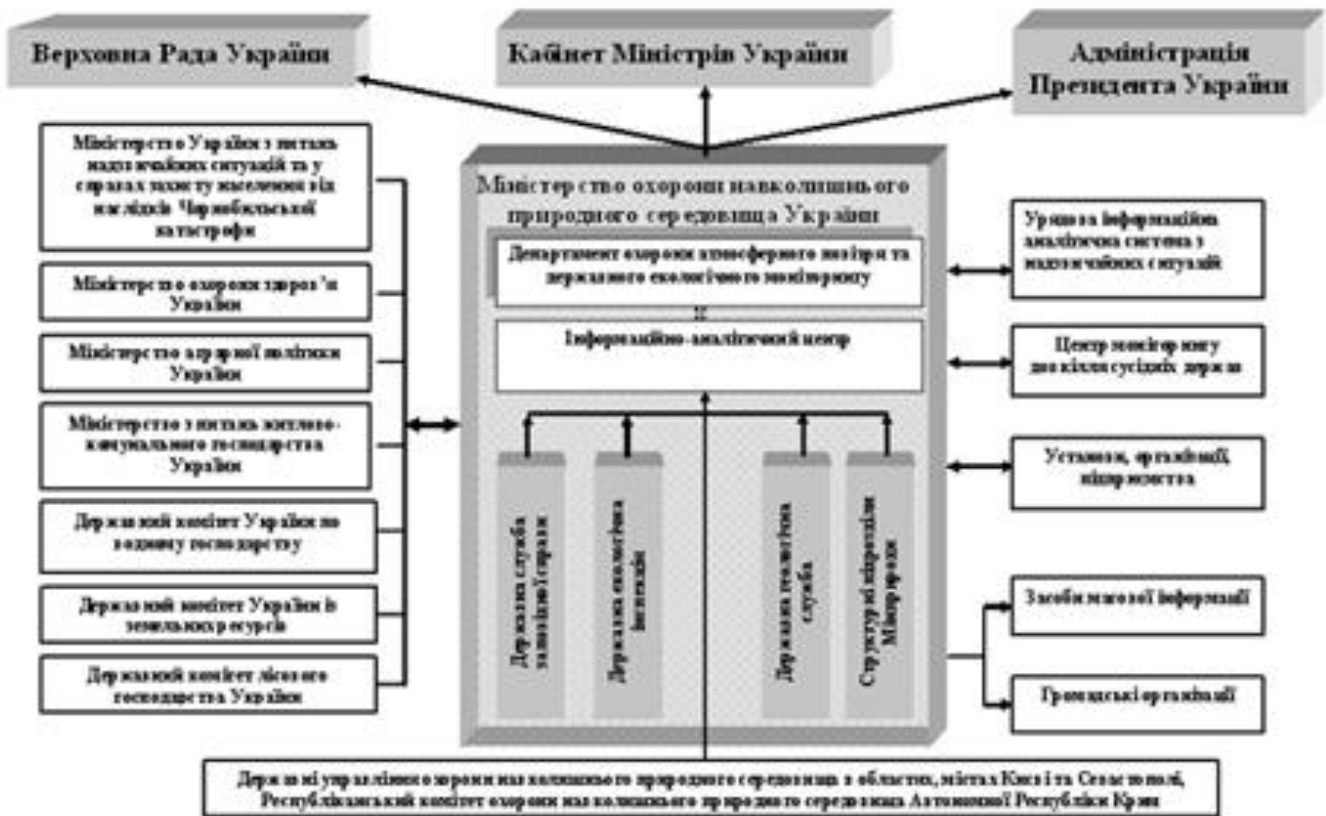 Верховна Рада України
Кабінет Міністрів України
Адміністрація
Президента України
Міністерство України з питань
надзвичайних ситуацій та у
справах захисту населення від
наслідків Чорнобильської
катастрофи
Міністерство охорони здоров'я
України
Міністерство аграрної політики
України
Міністерство з питань житлово-
комунального господарства
України
Державний комітет України по
водному господарству
Державний комітет України із
земельних ресурсів
Державний комітет лісового
господарства України
Міністерство охорони навколишнього
природного середовища України
Департамент охорони атмосферного повітря та
державного екологічного моніторингу
Інформаційно-аналітичний центр
Державна служба
заповідної справи
Державна екологічна
інспекція
Державна геологічна
служба
Структурні підрозділи
Мінприроди
Урядова інформаційна
аналітична система з
надзвичайних ситуацій
Центр моніторингу
довкілля сусідніх держав
Установи, організації,
підприємства
Засоби масової інформації
Громадські організації
Державні управління охорони навколишнього природного середовища в областях, містах Києві та Севастополі,
Республіканський комітет охорони навколишнього природного середовища Автономної Республіки Крим